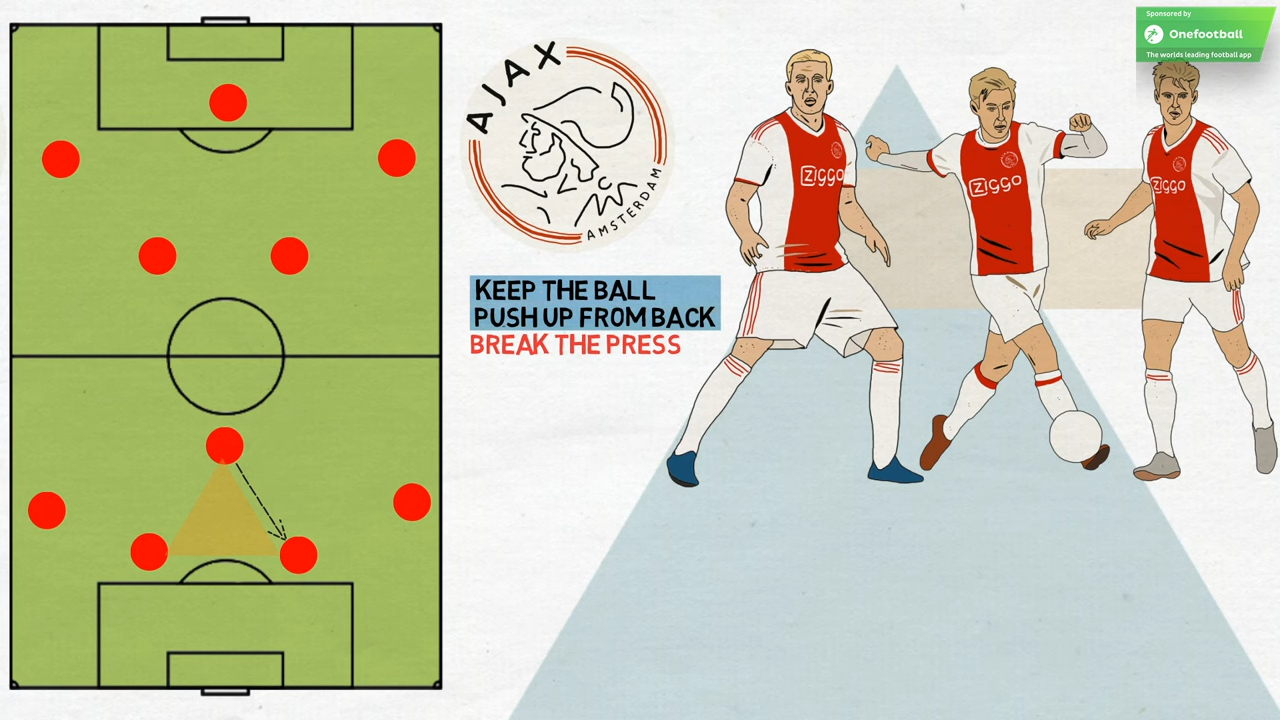 AJAX
AMSTERDAM
KEEP THE BALL
PUSH UP FROM BACK
BREAK THE PRESS
ziggo
ziggo
ziggo
Sponsored by
Onefootball
The worlds leading football app